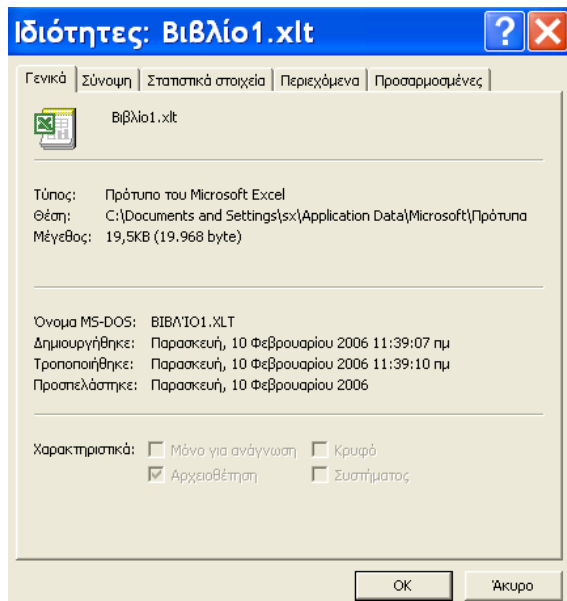 Ιδιότητες: Βιβλίο1.xlt
Γενικά Σύνοψη Στατιστικά στοιχεία Περιεχόμενα Προσαρμοσμένες
Βιβλίο1.xlt
Τύπος: Πρότυπο του Microsoft Excel
Θέση: C:\Documents and Settings\sx\Application Data\Microsoft\Πρότυπα
Μέγεθος: 19,5KB (19.968 byte)
Όνομα MS-DOS: ΒΙΒΛΊΟ1.XLT
Δημιουργήθηκε: Παρασκευή, 10 Φεβρουαρίου 2006 11:39:07 πμ
Τροποποιήθηκε: Παρασκευή, 10 Φεβρουαρίου 2006 11:39:10 πμ
Προσπελάστηκε: Παρασκευή, 10 Φεβρουαρίου 2006
Χαρακτηριστικά: Μόνο για ανάγνωση Κρυφό
Αρχειοθέτηση Συστήματος
OK Άκυρο